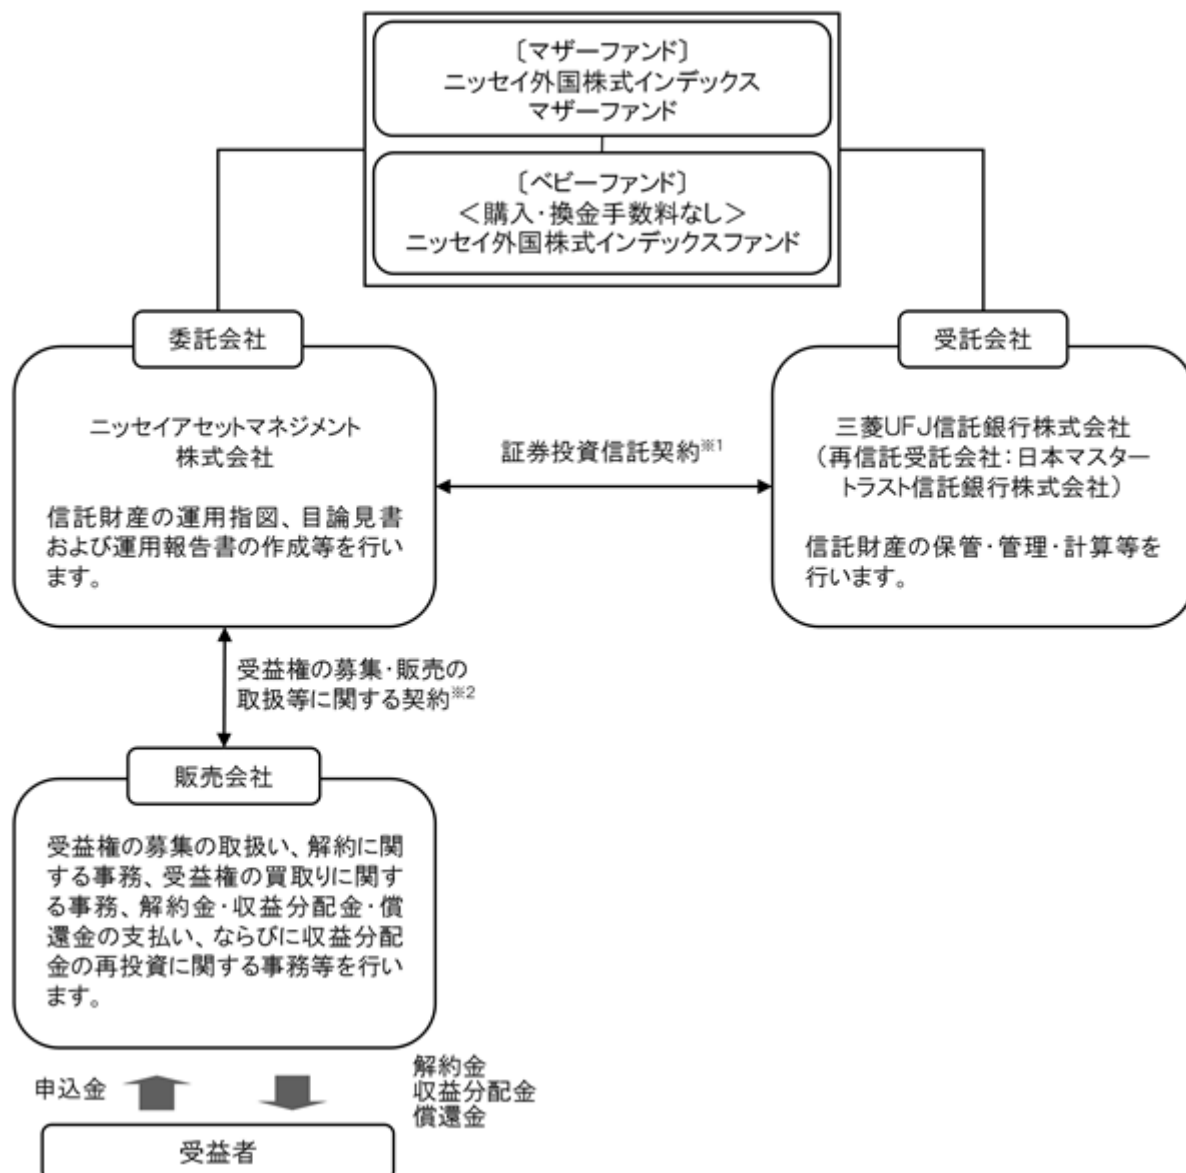 〔マザーファンド〕
ニッセイ外国株式インデックス
マザーファンド
〔ベビーファンド〕
＜購入・換金手数料なし＞
ニッセイ外国株式インデックスファンド
委託会社
ニッセイアセットマネジメント
株式会社
信託財産の運用指図、目論見書
および運用報告書の作成等を行い
ます。
証券投資信託契約※1
受託会社
三菱UFJ信託銀行株式会社
（再信託受託会社：日本マスター
トラスト信託銀行株式会社）
信託財産の保管・管理・計算等を
行います。
受益権の募集・販売の
取扱等に関する契約※2
販売会社
受益権の募集の取扱い、解約に関
する事務、受益権の買取りに関す
る事務、解約金・収益分配金・償
還金の支払い、ならびに収益分配
金の再投資に関する事務等を行い
ます。
申込金
解約金
収益分配金
償還金
受益者